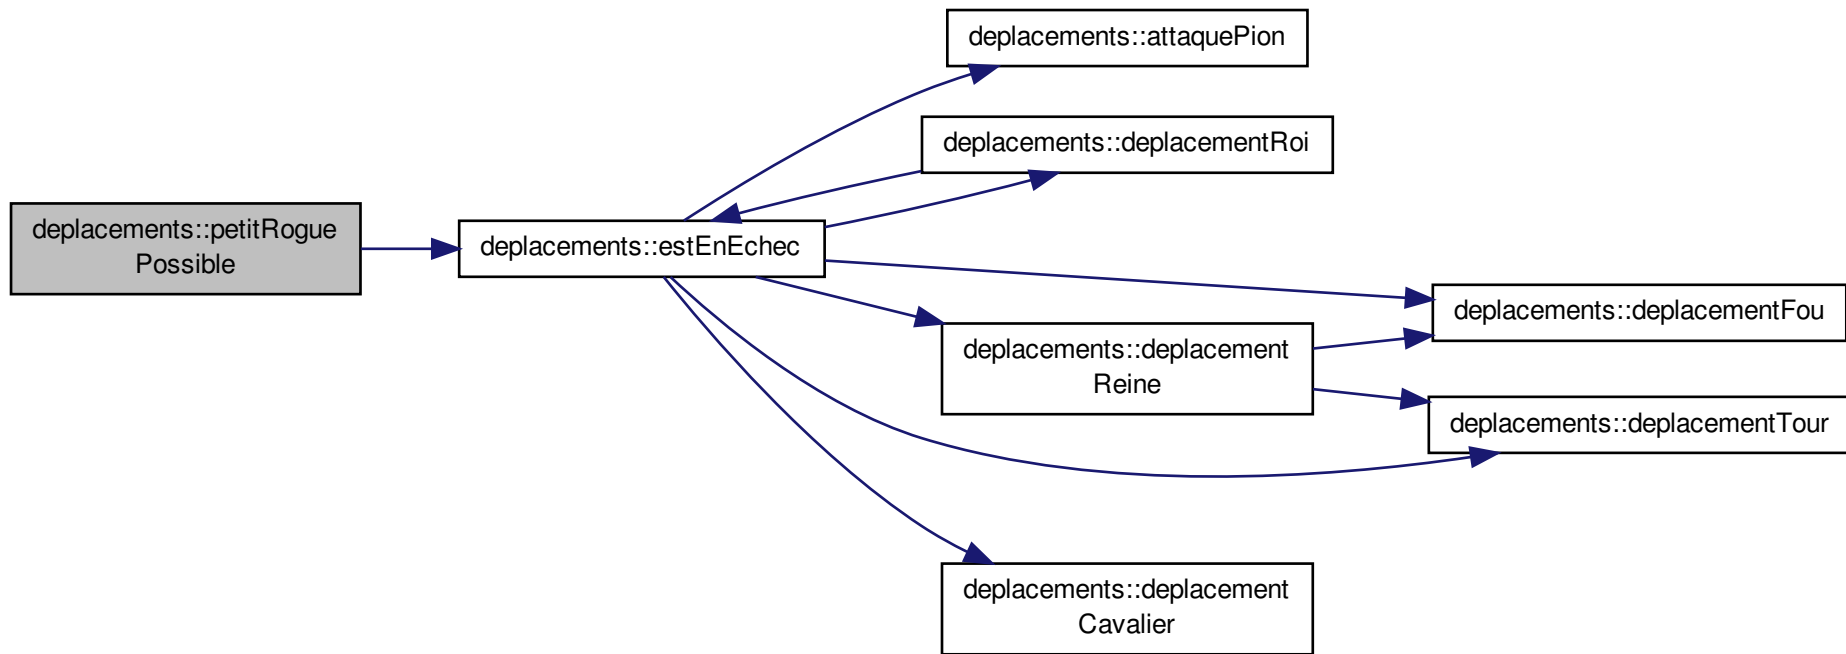 deplacements::attaquePion
deplacements::deplacementRoi
deplacements::petitRogue
Possible
deplacements::estEnEchec
deplacements::deplacementFou
deplacements::deplacement
Reine
deplacements::deplacementTour
deplacements::deplacement
Cavalier